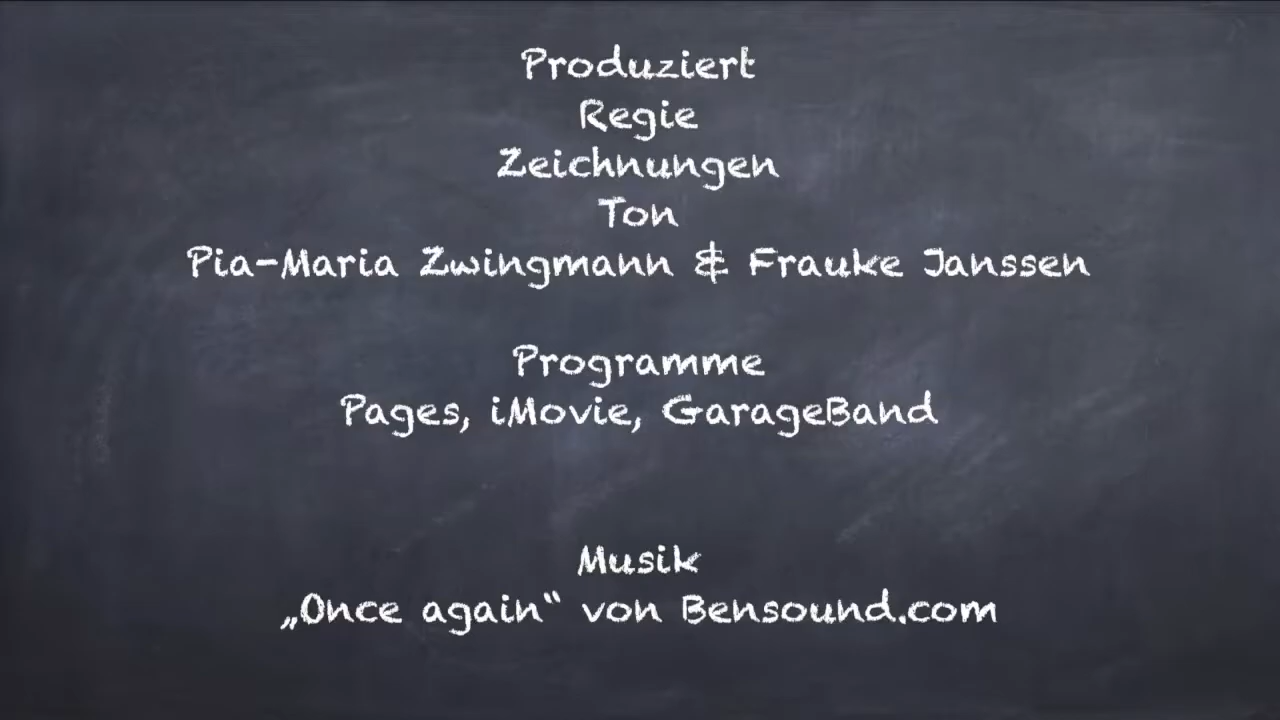 Produziert
Regie
Zeichnungen
Ton
Pia-Maria Zwingmann & Frauke Janssen
Programme
Pages, iMovie, GarageBand
Musik
„Once again“ von Bensound.com